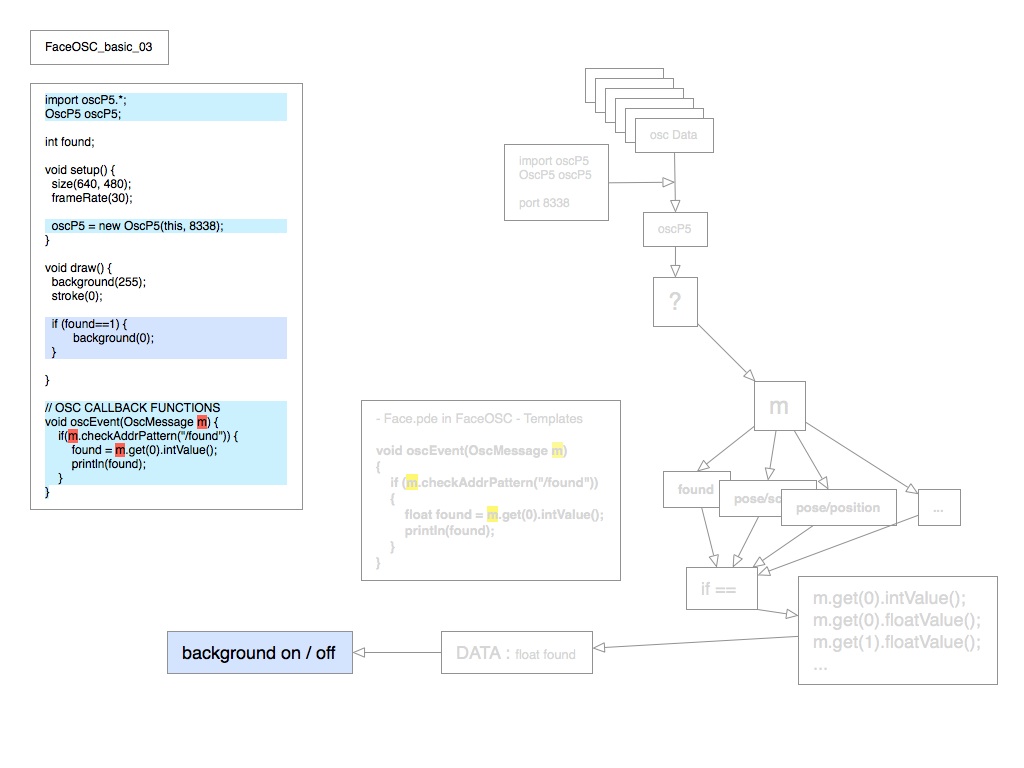 FaceOSC_basic_03
import oscP5.*;
OscP5 oscP5;
int found;
void setup() {
size(640, 480);
frameRate(30);
oscP5 = new OscP5(this, 8338);
}
void draw() {
background(255);
stroke(0);
if (found==1) {
background(0);
}
}
// OSC CALLBACK FUNCTIONS
void oscEvent(OscMessage m) {
if(m.checkAddrPattern("/found")) {
found = m.get(0).intValue();
println(found);
}
}
osc Data
import oscP5
OscP5 oscP5
port 8338
oscP5
?
m
- Face.pde in FaceOSC - Templates
void oscEvent(OscMessage m)
{
if (m.checkAddrPattern("/found"))
{
float found = m.get(0).intValue();
println(found);
}
}
found
pose/sc
pose/position
...
if ==
m.get(0).intValue();
m.get(0).floatValue();
m.get(1).floatValue();
...
DATA : float found
background on / off